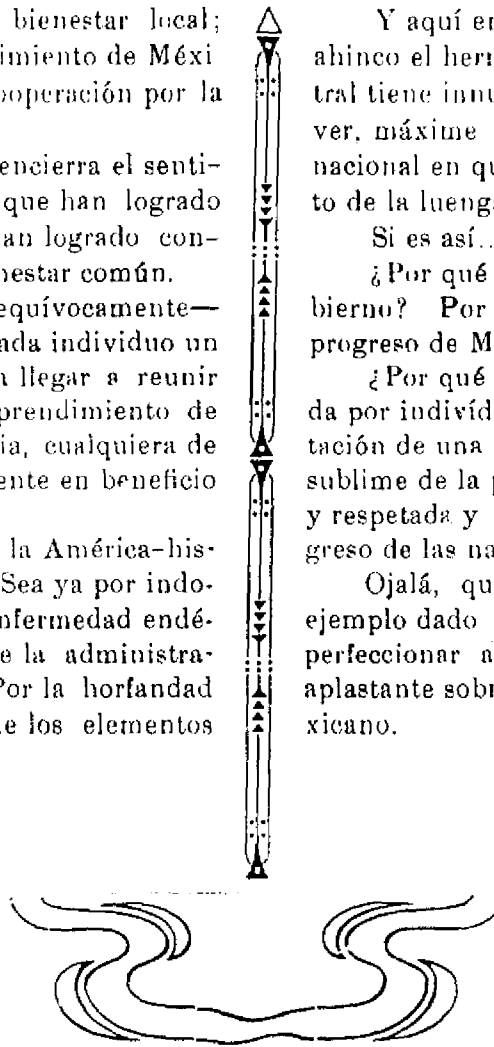 bienestar local;
imiento de Méxi
ooperación por la
encierra el senti-
que han logrado
an logrado con-
nestar común.
equívocamente—
ada individuo un
llegar a reunir
prendimiento de
ia, cualquiera de
ente en beneficio
la América-his-
Sea ya por indo-
nfermedad endé-
e la administra-
Por la horfandad
e los elementos
Y aquí en
ahinco el herm
tral tiene innu
ver, máxime
nacional en qu
to de la luenga
Si es así..
¿Por qué
bierno? Por
progreso de M
¿Por qué
da por indivíd
tación de una
sublime de la p
y respetada y
greso de las na
Ojalá, qu
ejemplo dado
perfeccionar a
aplastante sobr
xicano.